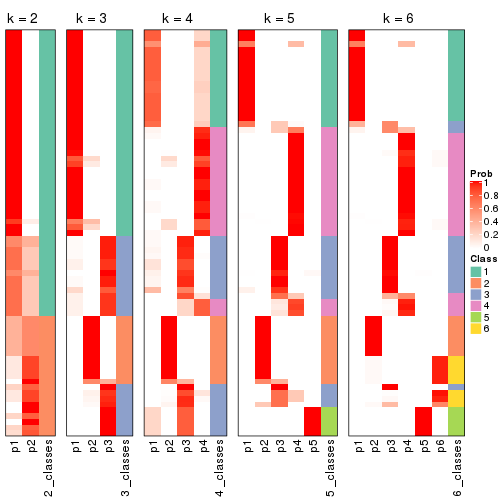 k = 2
k = 3
k = 4
k = 5
k = 6
p1
p2
2_classes
p1
p2
p3
3_classes
p1
p2
p3
p4
4_classes
p1
p2
p3
p4
p5
5_classes
p1
p2
p3
p4
p5
p6
6_classes
Prob
1
0.8
0.6
0.4
0.2
0
Class
1
2
3
4
5
6